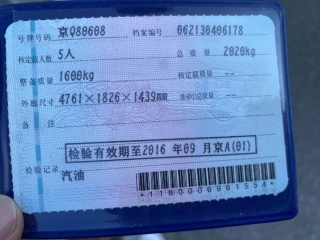 号牌号码 京Q80608 档案编号 062130406178
核定载人数 5人 总质量 2020kg
整备质量 1600kg 核定载质量 --
外廓尺寸 4761×1826×1439mm 准牵引总质量 --
备注
检验有效期至2016 年09 月京A(01)
检验记录 汽油
*1160006961554*